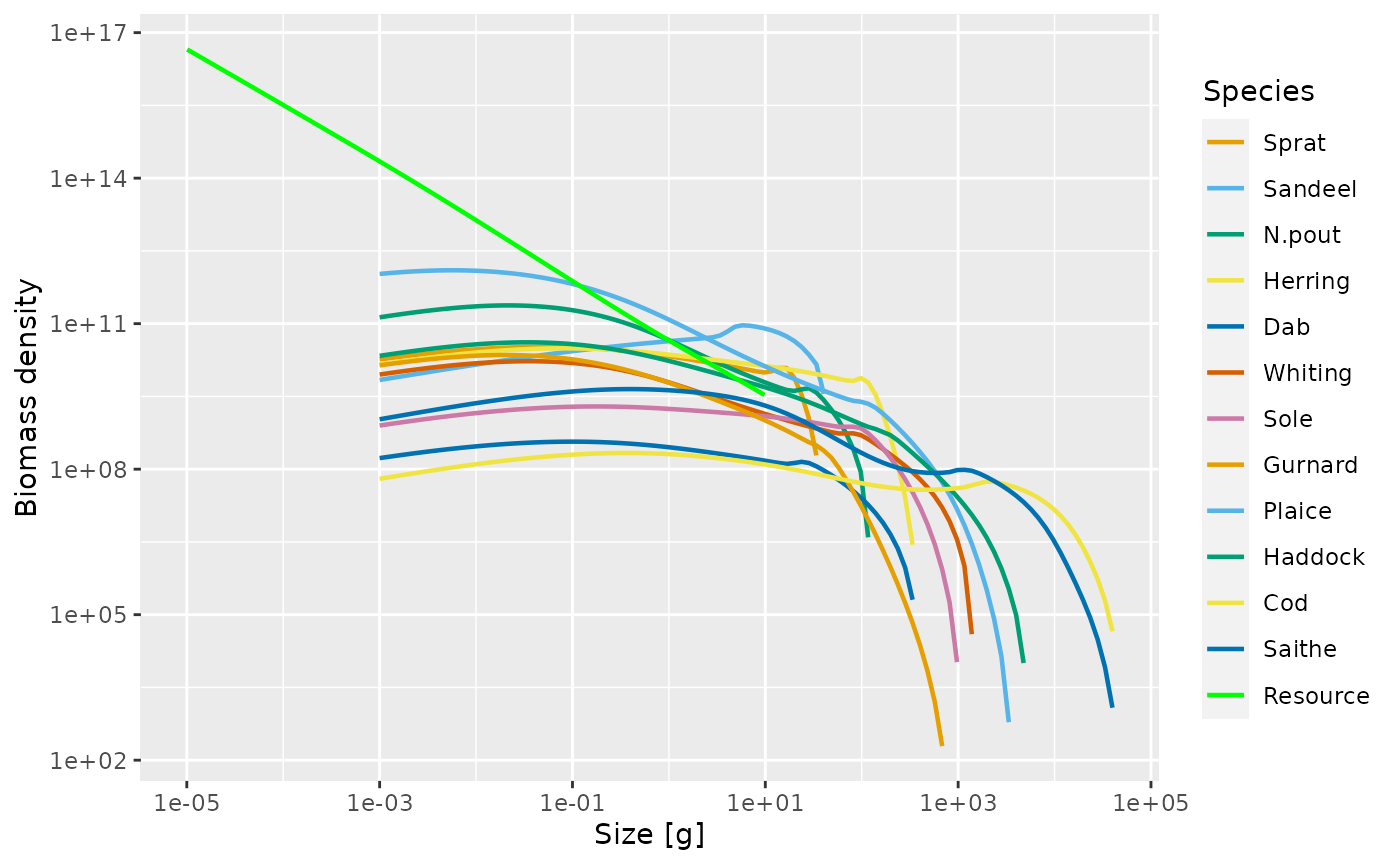 1e+17
1e+14
1e+11
1e+08
1e+05
1e+02
Biomass density
1e-05
1e-03
1e-01
1e+01
1e+03
1e+05
Size [g]
Species
Sprat
Sandeel
N.pout
Herring
Dab
Whiting
Sole
Gurnard
Plaice
Haddock
Cod
Saithe
Resource